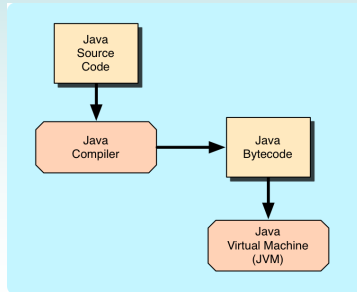 Java
Source
Code
Java
Compiler
Java
Bytecode
Java
Virtual Machine
(JVM)